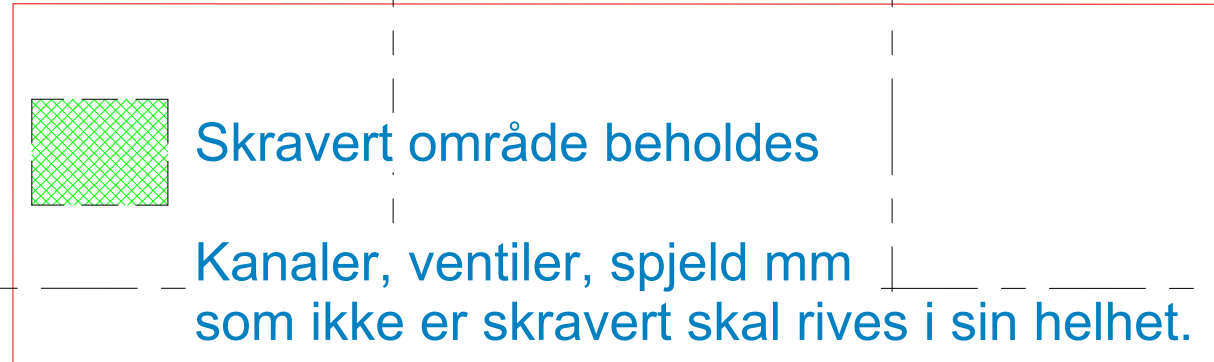 Skravert område beholdes
Kanaler, ventiler, spjeld mm
som ikke er skravert skal rives i sin helhet.